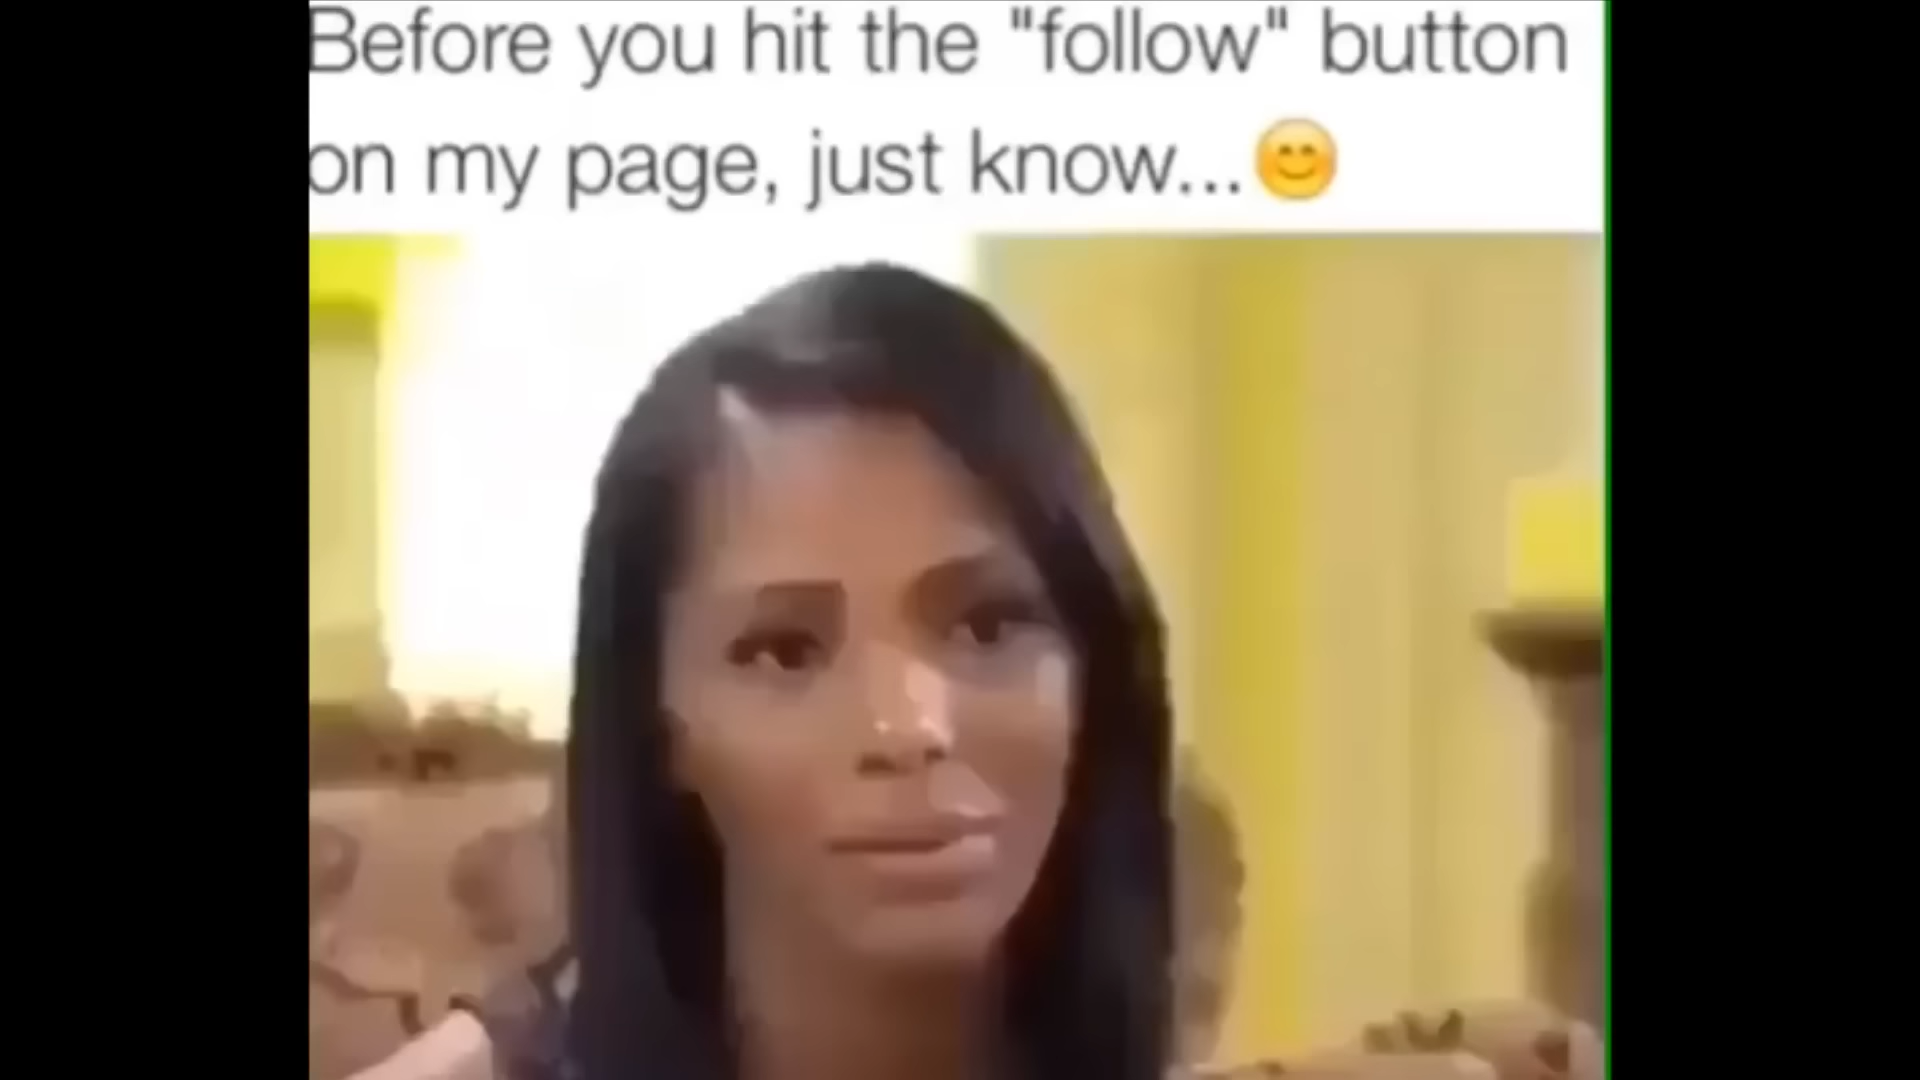 Before you hit the "follow" button
on my page, just know...😊